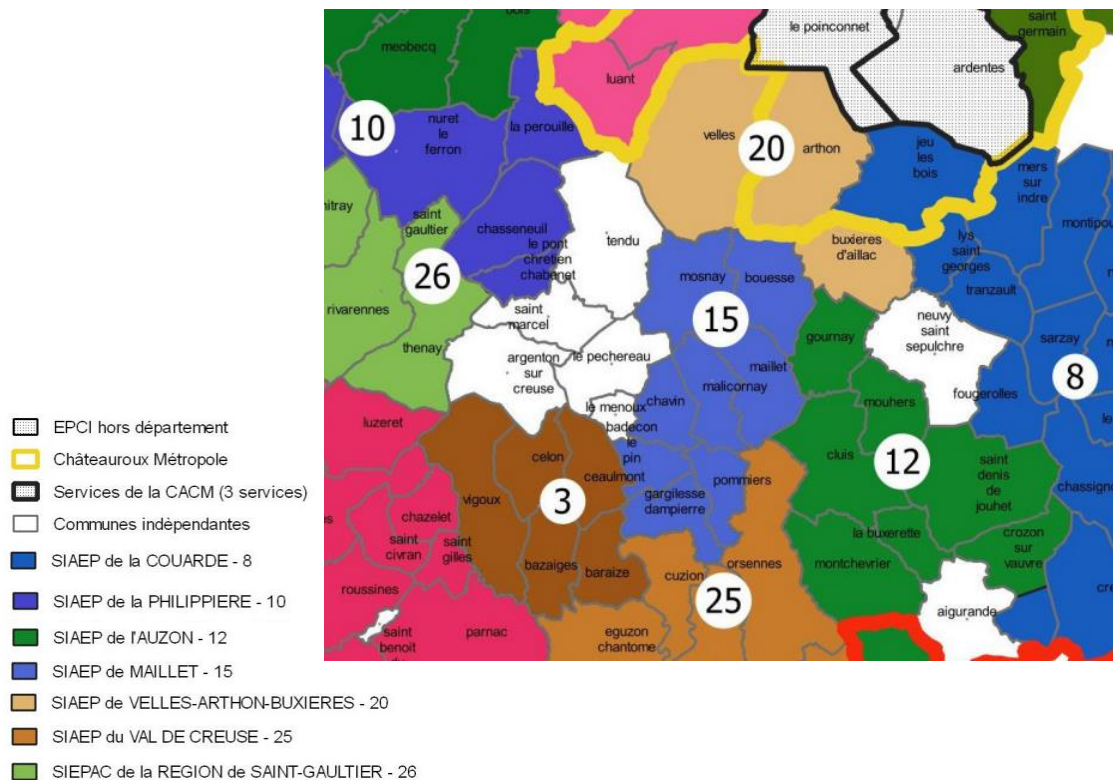 bois
le poinconnet
saint
germain
meobecq
ardentes
luant
10
nuret
le
ferron
la perouille
velles
20
arthon
jeu
les
bois
mers
sur
indre
saint
gaultier
chasseneuil
le pont
chrétien
chabenet
tendu
buxieres
d'aillac
lys
saint
georges
tranzault
26
mosnay
bouesse
rivarennes
15
saint
marcel
neuvy
saint
sepulchre
gournay
sarzay
thenay
argenton
sur
creuse
le pechereau
maillet
malicornay
8
chavin
fougerolles
mouhers
le menoux
badecon
le
pin
luzeret
celon
3
ceaulmont
cluis
12
saint
denis
de
jouhet
vigoux
pommiers
gargilesse
dampierre
chazelet
saint
civran
saint
gilles
la buxerette
crozon
sur
vauvre
bazaiges
baraize
cuzion
orsennes
montchevrier
roussines
25
aigurande
saint
benoit
parnac
eguzon
chantome
EPCI hors département
Châteauroux Métropole
Services de la CACM (3 services)
Communes indépendantes
SIAEP de la COUARDE - 8
SIAEP de la PHILIPPIERE - 10
SIAEP de l'AUZON - 12
SIAEP de MAILLET - 15
SIAEP de VELLES-ARTHON-BUXIERES - 20
SIAEP du VAL DE CREUSE - 25
SIEPAC de la REGION de SAINT-GAULTIER - 26